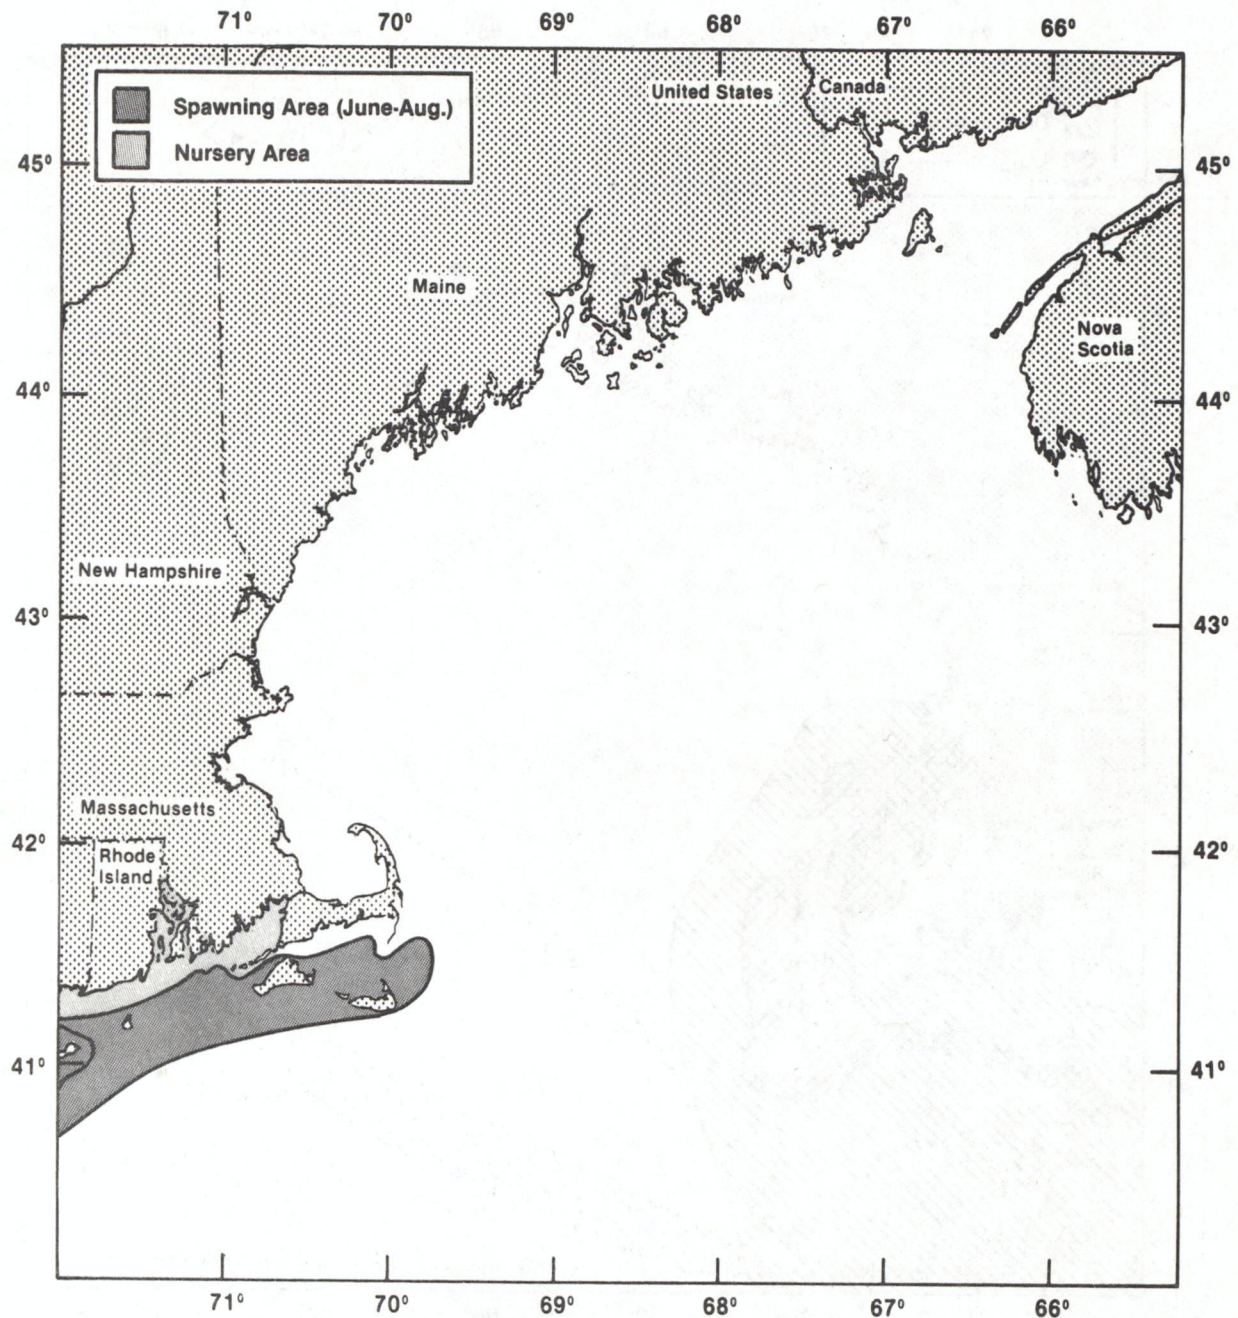 71° 70° 69° 68° 67° 66°
Spawning Area (June-Aug.)
Nursery Area
United States
Canada
45° 45°
Maine
Nova
Scotia
44° 44°
New Hampshire
43° 43°
Massachusetts
42° 42°
Rhode
Island
41° 41°
71° 70° 69° 68° 67° 66°